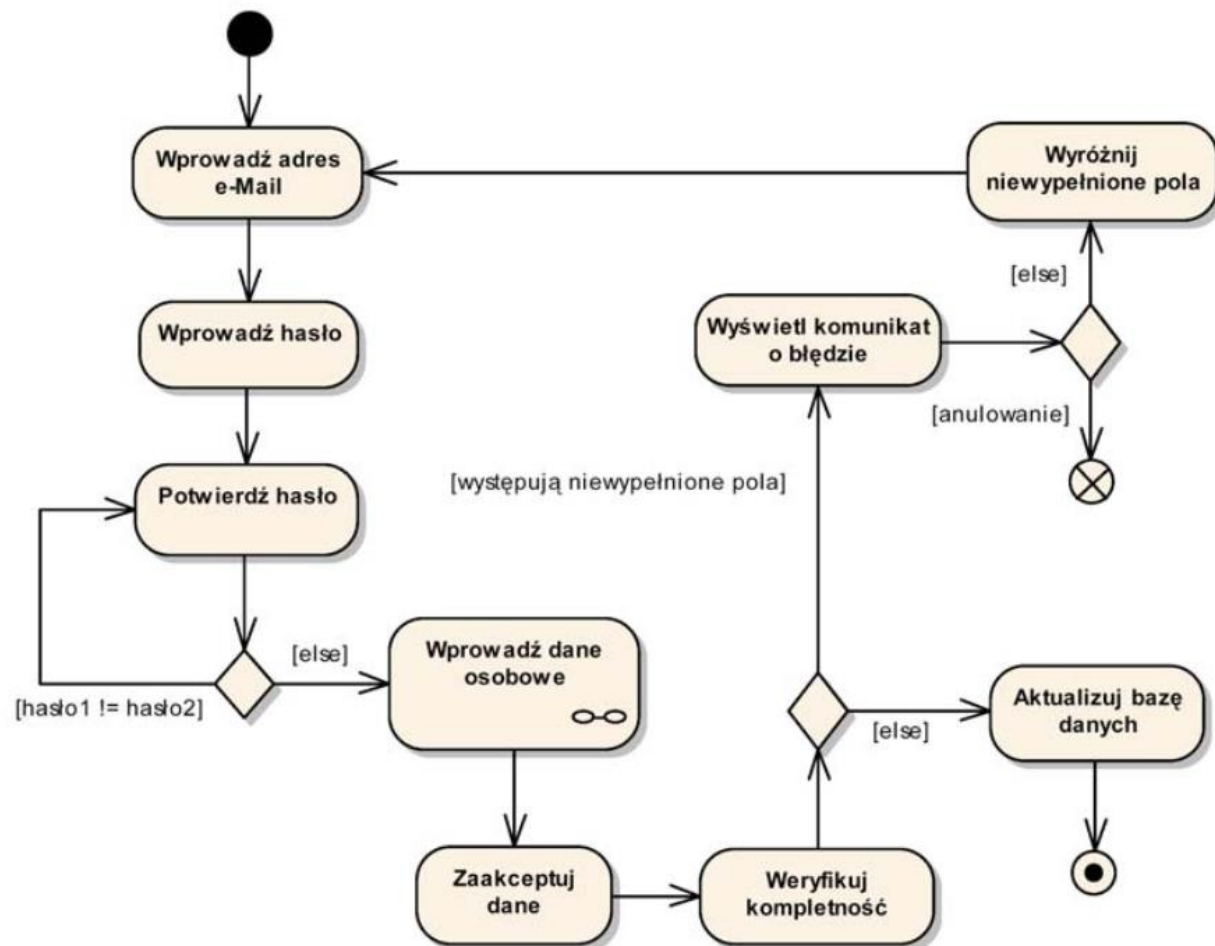 Wprowadź adres
e-Mail
Wprowadź hasło
Potwierdź hasło
[hasło1 != hasło2]
[else]
Wprowadź dane
osobowe
Zaakceptuj
dane
Weryfikuj
kompletność
[występują niewypełnione pola]
[else]
Aktualizuj bazę
danych
Wyświetl komunikat
o błędzie
[anulowanie]
[else]
Wyróżnij
niewypełnione pola